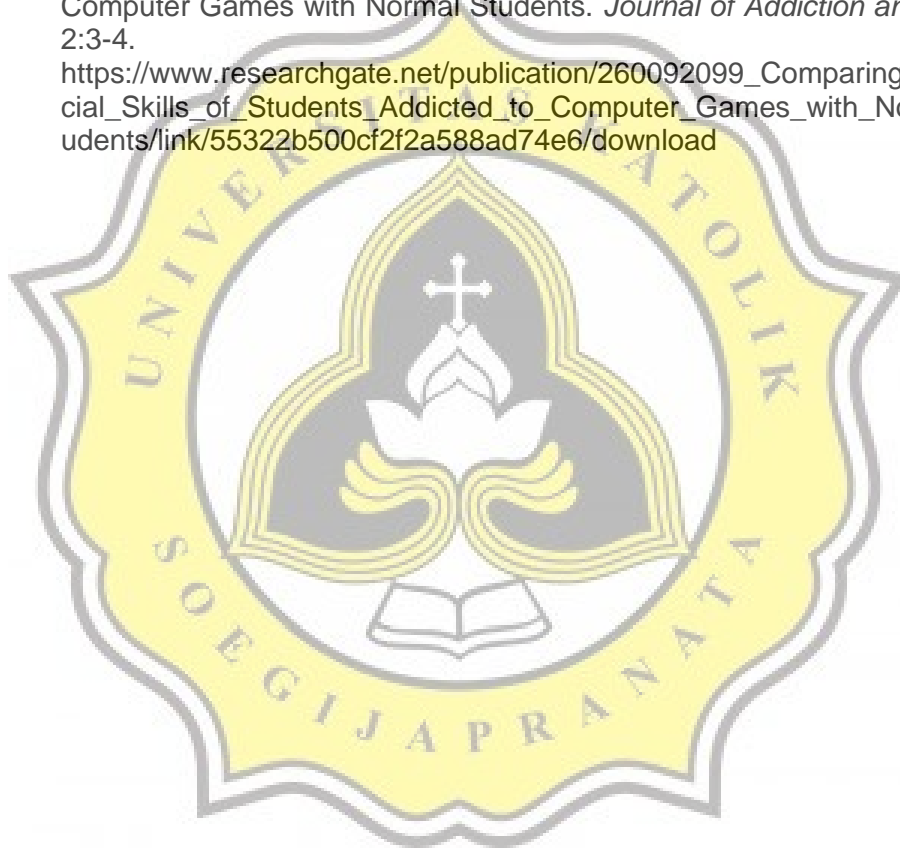 Computer Games with Normal Students. Journal of Addiction
2:3-4.
https://www.researchgate.net/publication/260092099_Comparing
cial_Skills_of_Students_Addicted_to_Computer_Games_with_No
udents/link/55322b500cf2f2a588ad74e6/download
UNIVERSITAS KATOLIK
SOEGIJAPRANATA